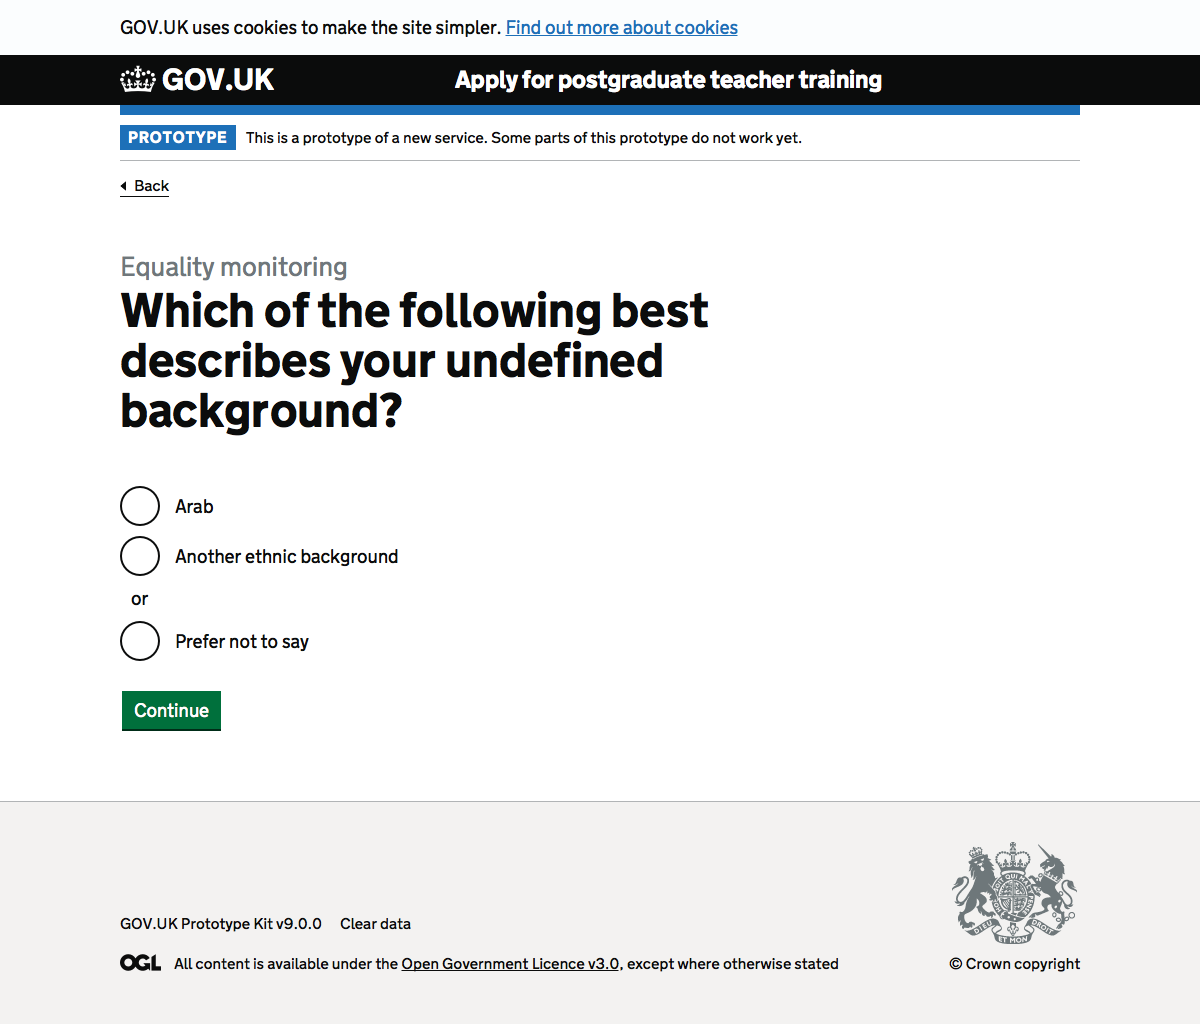 GOV.UK uses cookies to make the site simpler. Find out more about cookies
GOV.UK Apply for postgraduate teacher training
PROTOTYPE This is a prototype of a new service. Some parts of this prototype do not work yet.
Back
Equality monitoring
Which of the following best
describes your undefined
background?
Arab
Another ethnic background
or
Prefer not to say
Continue
GOV.UK Prototype Kit v9.0.0 Clear data
OGL All content is available under the Open Government Licence v3.0, except where otherwise stated
DIEU ET MON DROIT
© Crown copyright